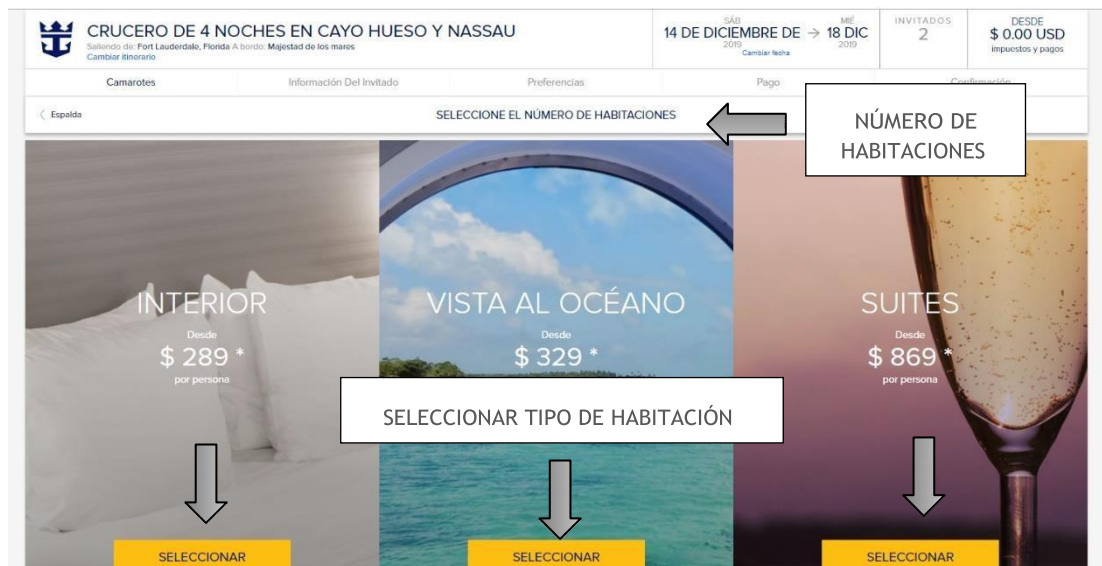 CRUCERO DE 4 NOCHES EN CAYO HUESO Y NASSAU
Saliendo de: Fort Lauderdale, Florida A bordo: Majestad de los mares
Cambiar itinerario
SÁB
14 DE DICIEMBRE DE
2019
→
MIÉ
18 DIC
2019
Cambiar fecha
INVITADOS
2
DESDE
$ 0.00 USD
impuestos y pagos
Camarotes
Información Del Invitado
Preferencias
Pago
Confirmación
Espalda
SELECCIONE EL NÚMERO DE HABITACIONES
NÚMERO DE
HABITACIONES
INTERIOR
Desde
$ 289 *
por persona
VISTA AL OCÉANO
Desde
$ 329 *
SUITES
Desde
$ 869 *
por persona
SELECCIONAR TIPO DE HABITACIÓN
SELECCIONAR
SELECCIONAR
SELECCIONAR